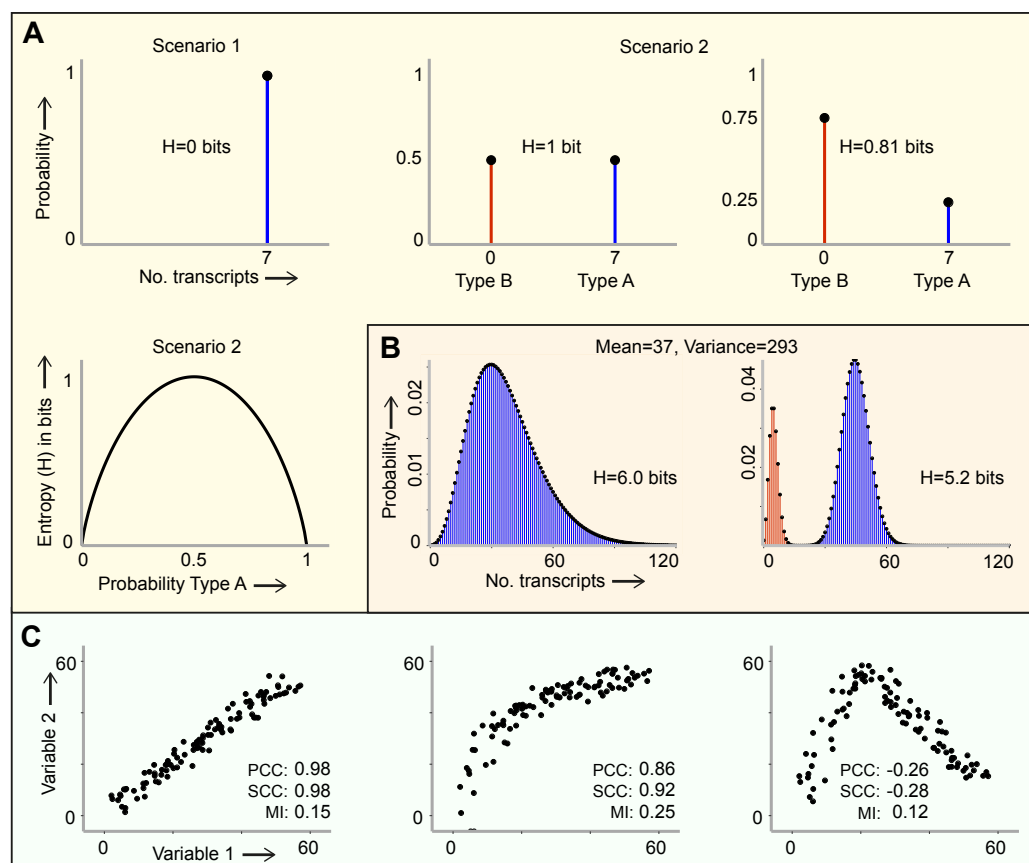 A
Scenario 1
Scenario 2
Probability
1
0
H=0 bits
7
No. transcripts
1
0.5
0
H=1 bit
0
7
Type B
Type A
1
0.75
0.25
0
H=0.81 bits
0
7
Type B
Type A
Scenario 2
Entropy (H) in bits
1
0
0
0.5
1
Probability Type A
B
Mean=37, Variance=293
Probability
0.02
0.01
0
H=6.0 bits
0
60
120
No. transcripts
0.04
0.02
H=5.2 bits
0
60
120
C
Variable 2
60
0
PCC: 0.98
SCC: 0.98
MI: 0.15
0
60
Variable 1
60
0
PCC: 0.86
SCC: 0.92
MI: 0.25
0
60
60
0
PCC: -0.26
SCC: -0.28
MI: 0.12
0
60